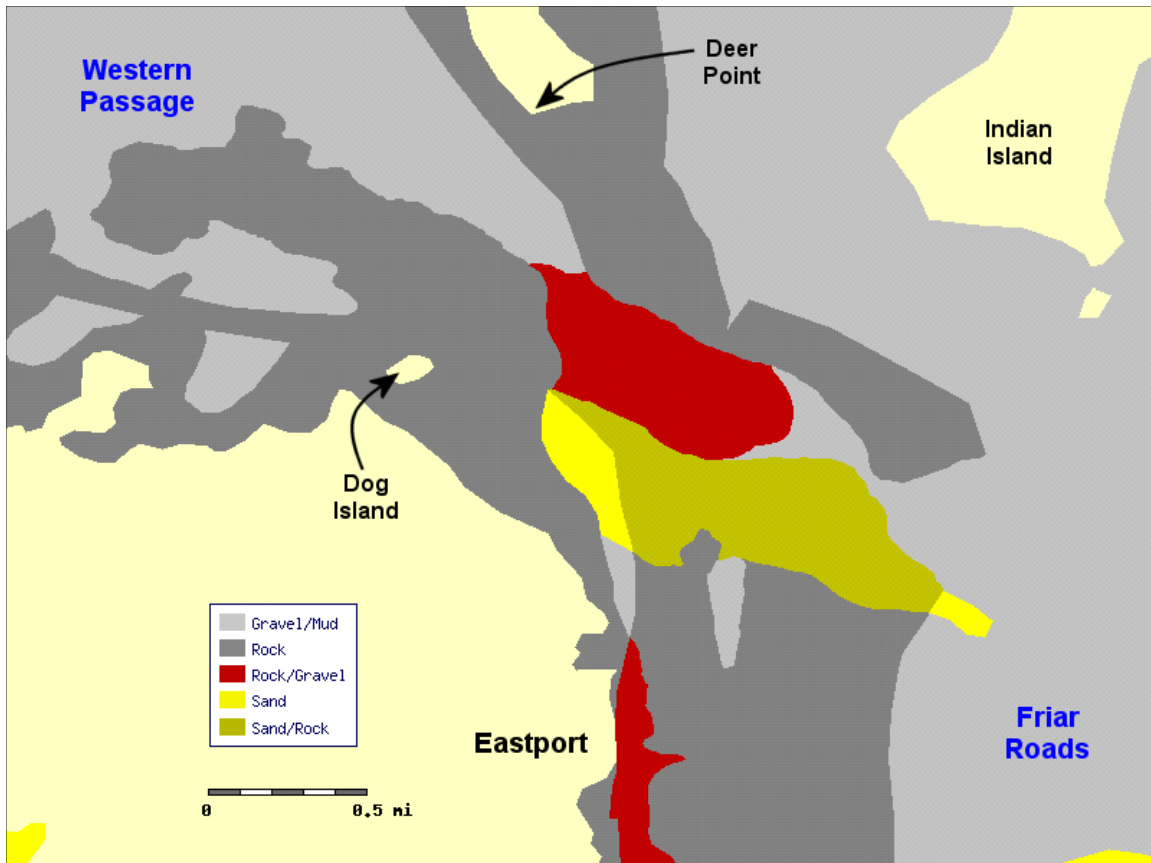 Western
Passage
Deer
Point
Indian
Island
Dog
Island
Gravel/Mud
Rock
Rock/Gravel
Sand
Sand/Rock
Eastport
Friar
Roads
0
0.5 mi